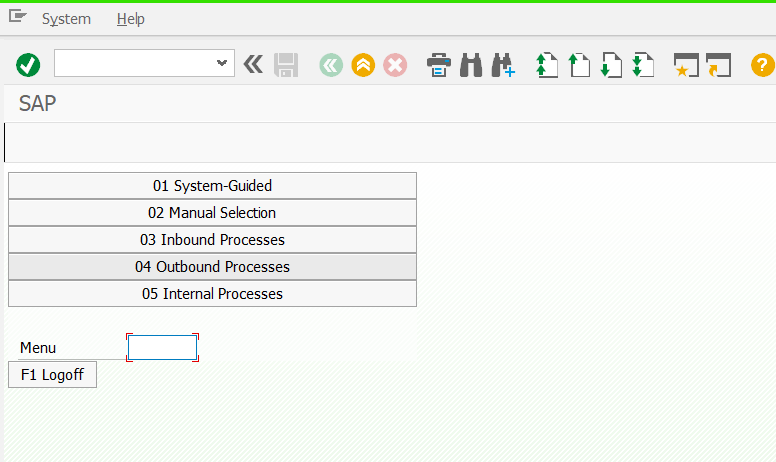 System Help
SAP
01 System-Guided
02 Manual Selection
03 Inbound Processes
04 Outbound Processes
05 Internal Processes
Menu
F1 Logoff